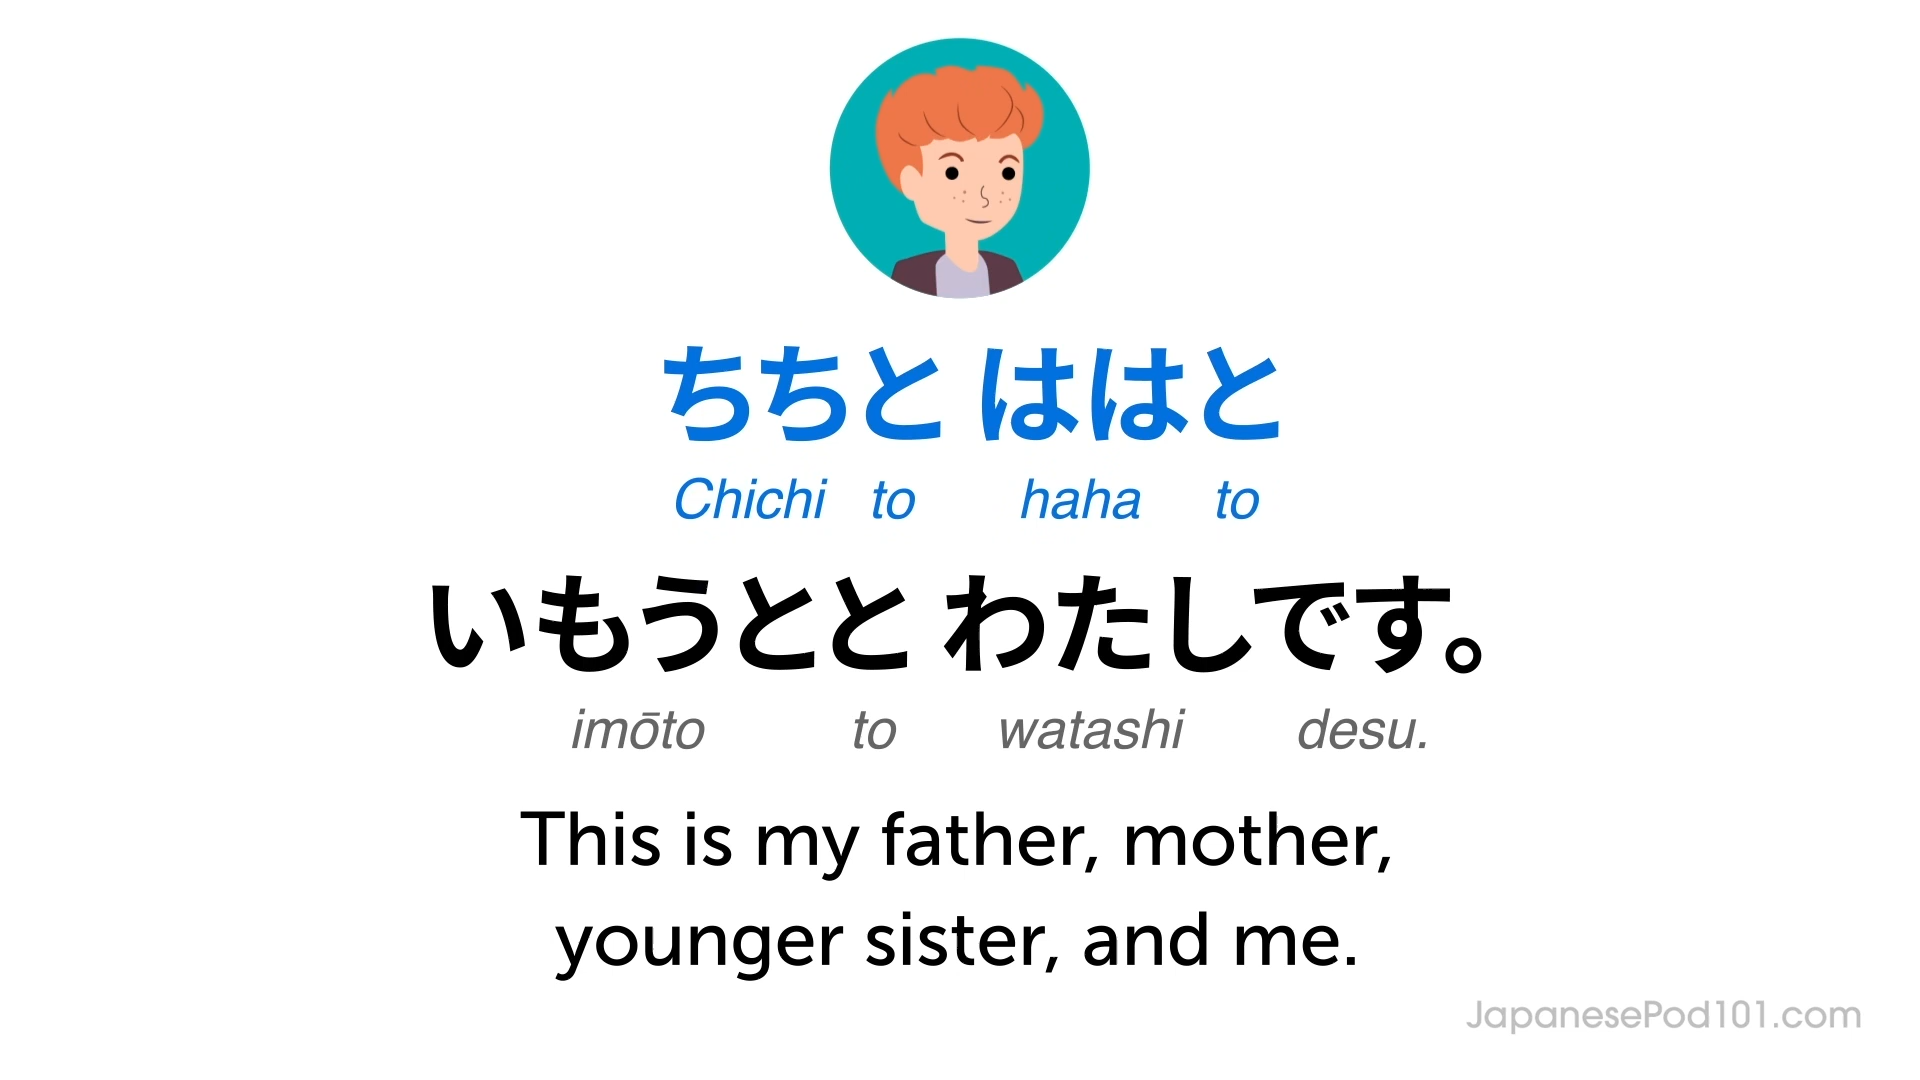 ちちと ははと
Chichi to haha to
いもうとと わたしです。
imōto to watashi desu.
This is my father, mother,
younger sister, and me.
JapanesePod101.com